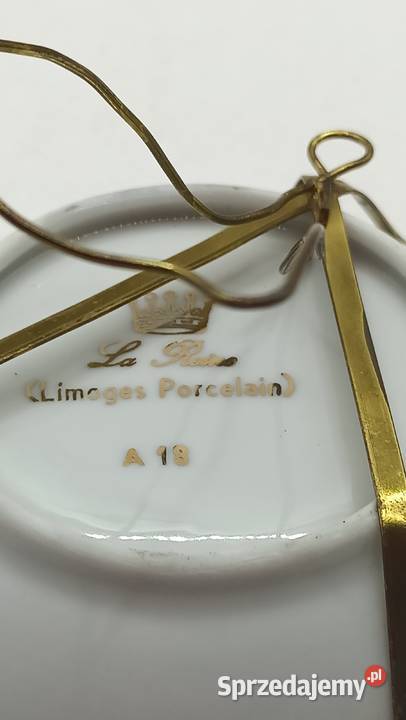 La Reine
(Limoges Porcelain)
A 18
Sprzedajemy.pl